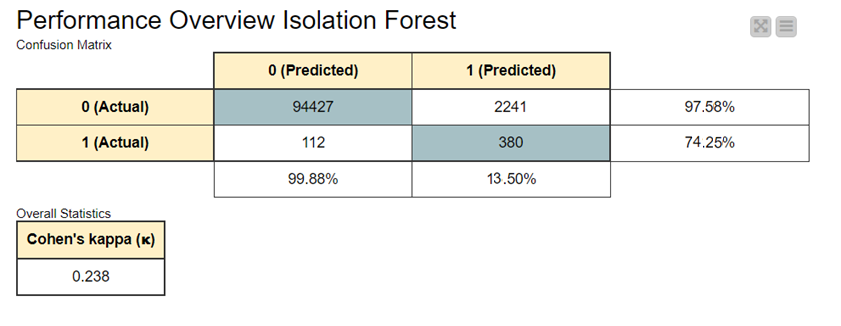 Performance Overview Isolation Forest
Confusion Matrix
0 (Predicted) 1 (Predicted)
0 (Actual) 94427 2241 97.58%
1 (Actual) 112 380 74.25%
99.88% 13.50%
Overall Statistics
Cohen's kappa (κ)
0.238